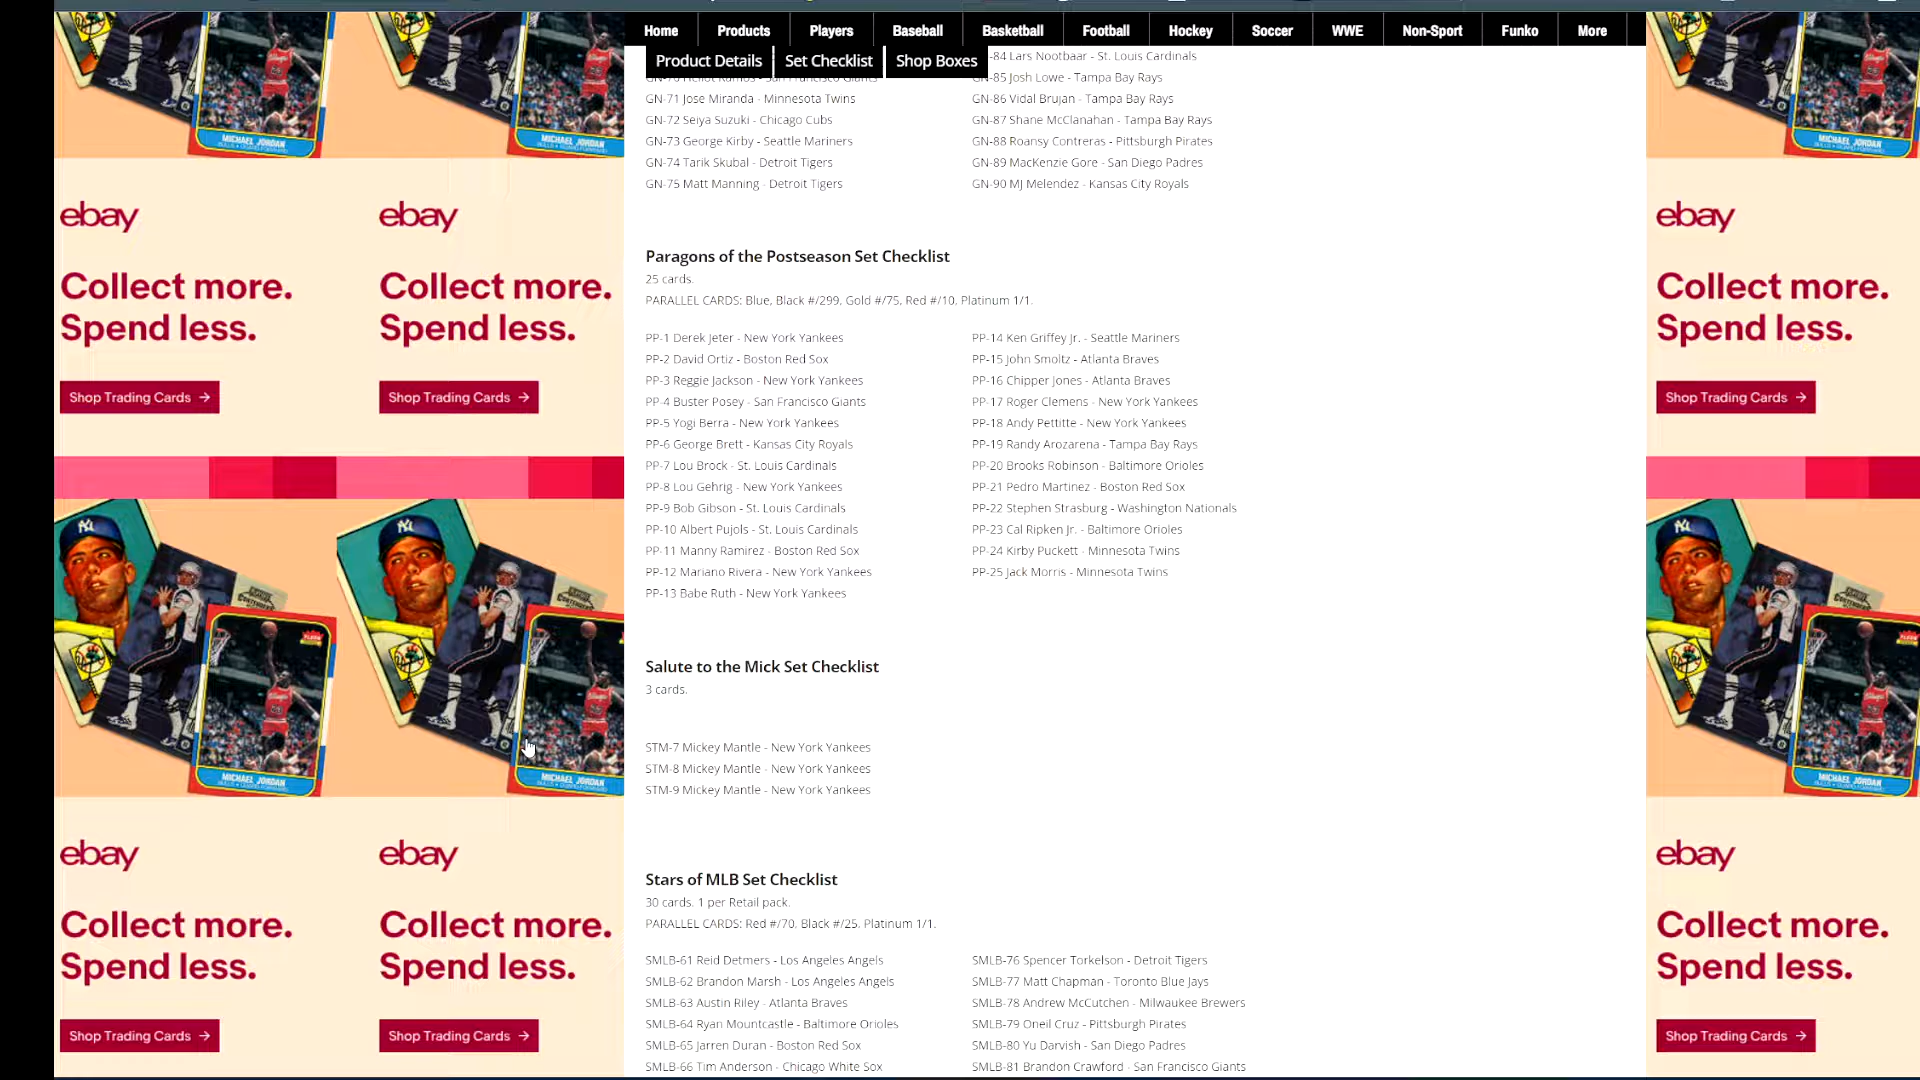 Home Products Players Baseball Basketball Football Hockey Soccer WWE Non-Sport Funko More
Product Details Set Checklist Shop Boxes
GN-71 Jose Miranda - Minnesota Twins
GN-72 Seiya Suzuki - Chicago Cubs
GN-73 George Kirby - Seattle Mariners
GN-74 Tarik Skubal - Detroit Tigers
GN-75 Matt Manning - Detroit Tigers
-84 Lars Nootbaar - St. Louis Cardinals
GN-85 Josh Lowe - Tampa Bay Rays
GN-86 Vidal Brujan - Tampa Bay Rays
GN-87 Shane McClanahan - Tampa Bay Rays
GN-88 Roansy Contreras - Pittsburgh Pirates
GN-89 MacKenzie Gore - San Diego Padres
GN-90 MJ Melendez - Kansas City Royals
Paragons of the Postseason Set Checklist
25 cards.
PARALLEL CARDS: Blue, Black #/299, Gold #/75, Red #/10, Platinum 1/1.
PP-1 Derek Jeter - New York Yankees
PP-2 David Ortiz - Boston Red Sox
PP-3 Reggie Jackson - New York Yankees
PP-4 Buster Posey - San Francisco Giants
PP-5 Yogi Berra - New York Yankees
PP-6 George Brett - Kansas City Royals
PP-7 Lou Brock - St. Louis Cardinals
PP-8 Lou Gehrig - New York Yankees
PP-9 Bob Gibson - St. Louis Cardinals
PP-10 Albert Pujols - St. Louis Cardinals
PP-11 Manny Ramirez - Boston Red Sox
PP-12 Mariano Rivera - New York Yankees
PP-13 Babe Ruth - New York Yankees
PP-14 Ken Griffey Jr. - Seattle Mariners
PP-15 John Smoltz - Atlanta Braves
PP-16 Chipper Jones - Atlanta Braves
PP-17 Roger Clemens - New York Yankees
PP-18 Andy Pettitte - New York Yankees
PP-19 Randy Arozarena - Tampa Bay Rays
PP-20 Brooks Robinson - Baltimore Orioles
PP-21 Pedro Martinez - Boston Red Sox
PP-22 Stephen Strasburg - Washington Nationals
PP-23 Cal Ripken Jr. - Baltimore Orioles
PP-24 Kirby Puckett - Minnesota Twins
PP-25 Jack Morris - Minnesota Twins
Salute to the Mick Set Checklist
3 cards.
STM-7 Mickey Mantle - New York Yankees
STM-8 Mickey Mantle - New York Yankees
STM-9 Mickey Mantle - New York Yankees
Stars of MLB Set Checklist
30 cards. 1 per Retail pack.
PARALLEL CARDS: Red #/70, Black #/25, Platinum 1/1.
SMLB-61 Reid Detmers - Los Angeles Angels
SMLB-62 Brandon Marsh - Los Angeles Angels
SMLB-63 Austin Riley - Atlanta Braves
SMLB-64 Ryan Mountcastle - Baltimore Orioles
SMLB-65 Jarren Duran - Boston Red Sox
SMLB-66 Tim Anderson - Chicago White Sox
SMLB-76 Spencer Torkelson - Detroit Tigers
SMLB-77 Matt Chapman - Toronto Blue Jays
SMLB-78 Andrew McCutchen - Milwaukee Brewers
SMLB-79 Oneil Cruz - Pittsburgh Pirates
SMLB-80 Yu Darvish - San Diego Padres
SMLB-81 Brandon Crawford - San Francisco Giants
MICHAEL JORDAN
MICHAEL JORDAN
MICHAEL JORDAN
ebay
Collect more.
Spend less.
Shop Trading Cards →
ebay
Collect more.
Spend less.
Shop Trading Cards →
ebay
Collect more.
Spend less.
Shop Trading Cards →
MICHAEL JORDAN
MICHAEL JORDAN
MICHAEL JORDAN
ebay
Collect more.
Spend less.
Shop Trading Cards →
ebay
Collect more.
Spend less.
Shop Trading Cards →
ebay
Collect more.
Spend less.
Shop Trading Cards →